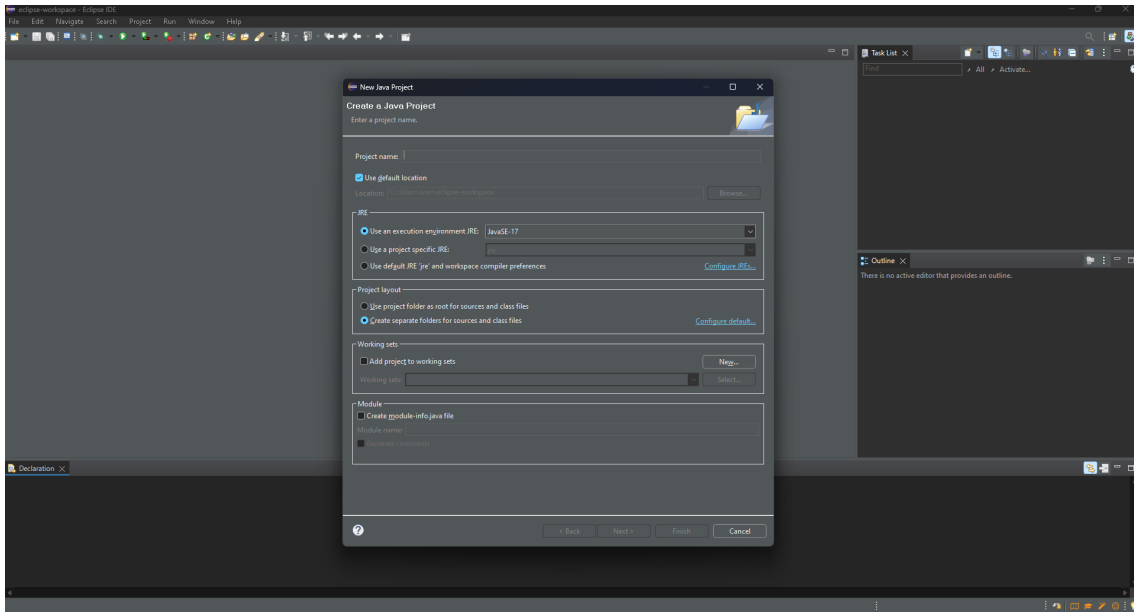 eclipse-workspace - Eclipse IDE
File Edit Navigate Search Project Run Window Help
Task List
Find All Activate...
New Java Project
Create a Java Project
Enter a project name.
Project name:
Use default location
Location:
Browse...
JRE
Use an execution environment JRE: JavaSE-17
Use a project specific JRE: jre
Use default JRE 'jre' and workspace compiler preferences Configure JREs...
Project layout
Use project folder as root for sources and class files
Create separate folders for sources and class files Configure default...
Working sets
Add project to working sets New...
Working sets: Select...
Module
Create module-info.java file
Module name:
Generate comments
< Back Next > Finish Cancel
Outline
There is no active editor that provides an outline.
Declaration